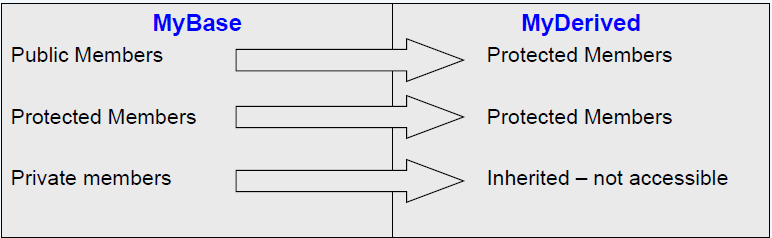 MyBase MyDerived
Public Members Protected Members
Protected Members Protected Members
Private members Inherited – not accessible